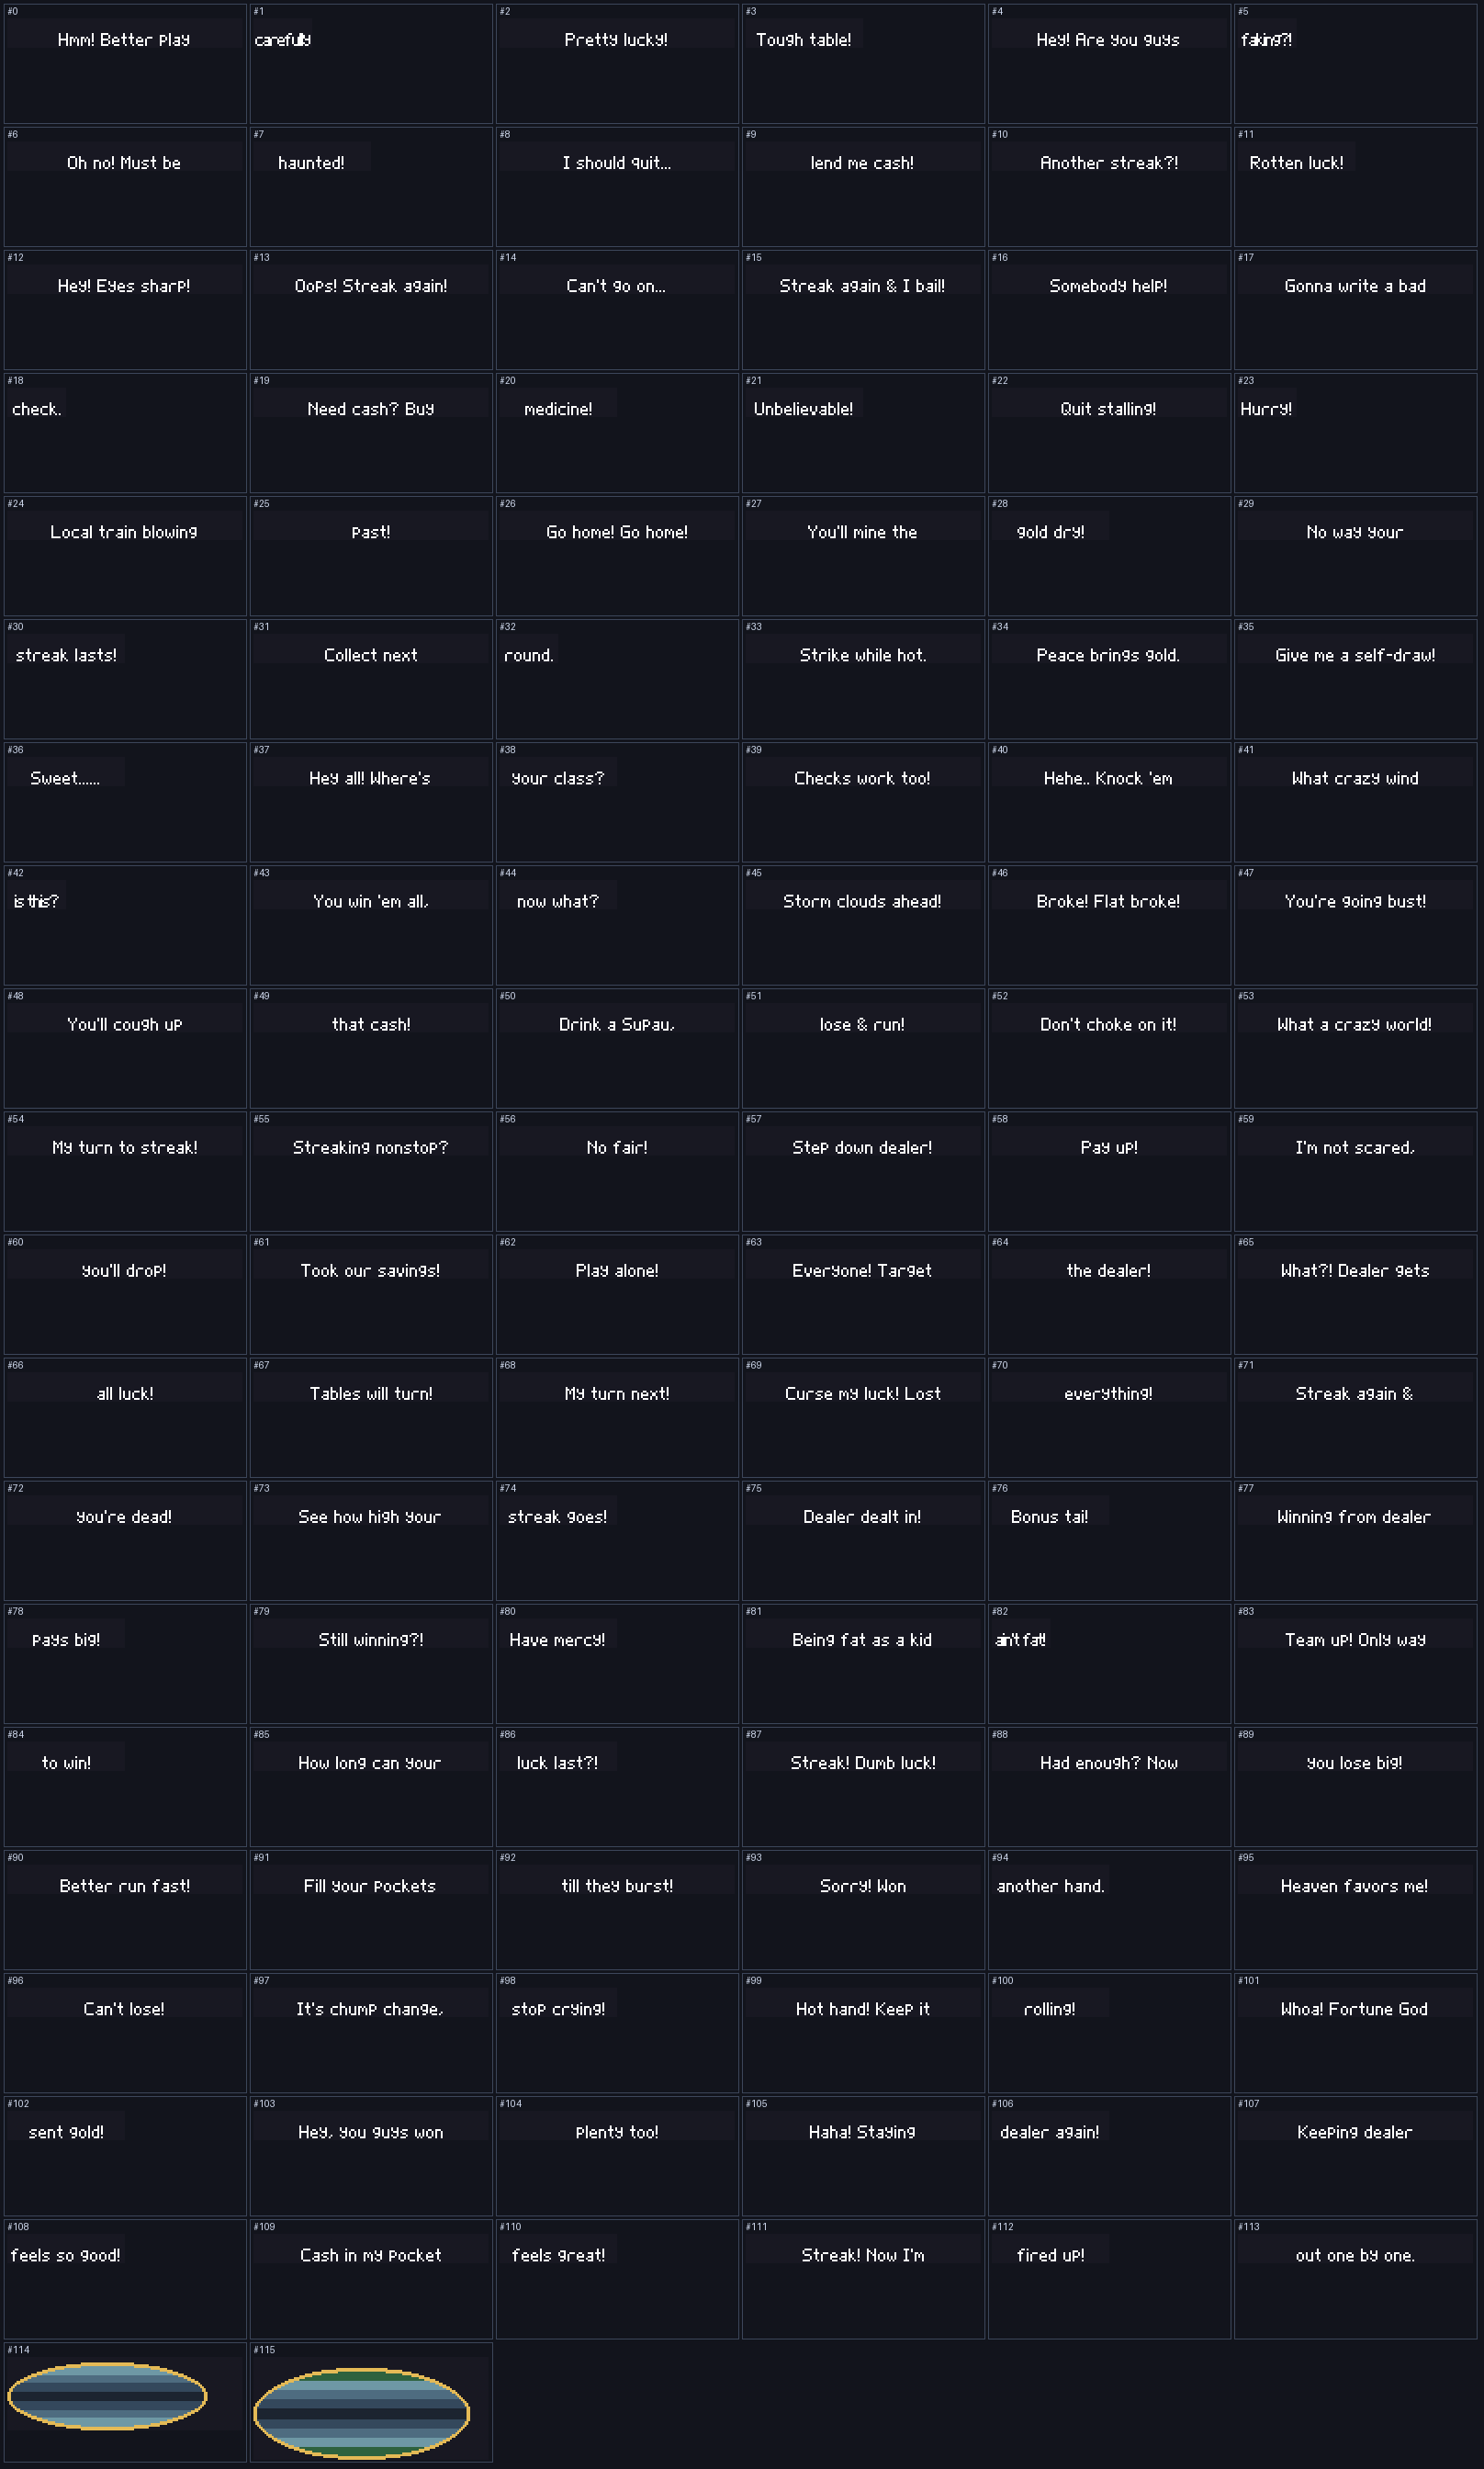 #0 #1 #2 #3 #4 #5
Hmm! Better play carefully Pretty lucky! Tough table! Hey! Are you guys faking?!
#6 #7 #8 #9 #10 #11
Oh no! Must be haunted! I should quit... lend me cash! Another streak?! Rotten luck!
#12 #13 #14 #15 #16 #17
Hey! Eyes sharp! Oops! Streak again! Can't go on... Streak again & I bail! Somebody help! Gonna write a bad
#18 #19 #20 #21 #22 #23
check. Need cash? Buy medicine! Unbelievable! Quit stalling! Hurry!
#24 #25 #26 #27 #28 #29
Local train blowing past! Go home! Go home! You'll mine the gold dry! No way your
#30 #31 #32 #33 #34 #35
streak lasts! Collect next round. Strike while hot. Peace brings gold. Give me a self-draw!
#36 #37 #38 #39 #40 #41
Sweet...... Hey all! Where's your class? Checks work too! Hehe.. Knock 'em What crazy wind
#42 #43 #44 #45 #46 #47
is this? You win 'em all, now what? Storm clouds ahead! Broke! Flat broke! You're going bust!
#48 #49 #50 #51 #52 #53
You'll cough up that cash! Drink a Supau, lose & run! Don't choke on it! What a crazy world!
#54 #55 #56 #57 #58 #59
My turn to streak! Streaking nonstop? No fair! Step down dealer! Pay up! I'm not scared,
#60 #61 #62 #63 #64 #65
you'll drop! Took our savings! Play alone! Everyone! Target the dealer! What?! Dealer gets
#66 #67 #68 #69 #70 #71
all luck! Tables will turn! My turn next! Curse my luck! Lost everything! Streak again &
#72 #73 #74 #75 #76 #77
you're dead! See how high your streak goes! Dealer dealt in! Bonus tai! Winning from dealer
#78 #79 #80 #81 #82 #83
pays big! Still winning?! Have mercy! Being fat as a kid ain't fat! Team up! Only way
#84 #85 #86 #87 #88 #89
to win! How long can your luck last?! Streak! Dumb luck! Had enough? Now you lose big!
#90 #91 #92 #93 #94 #95
Better run fast! Fill your pockets till they burst! Sorry! Won another hand. Heaven favors me!
#96 #97 #98 #99 #100 #101
Can't lose! It's chump change, stop crying! Hot hand! Keep it rolling! Whoa! Fortune God
#102 #103 #104 #105 #106 #107
sent gold! Hey, you guys won plenty too! Haha! Staying dealer again! Keeping dealer
#108 #109 #110 #111 #112 #113
feels so good! Cash in my pocket feels great! Streak! Now I'm fired up! out one by one.
#114 #115